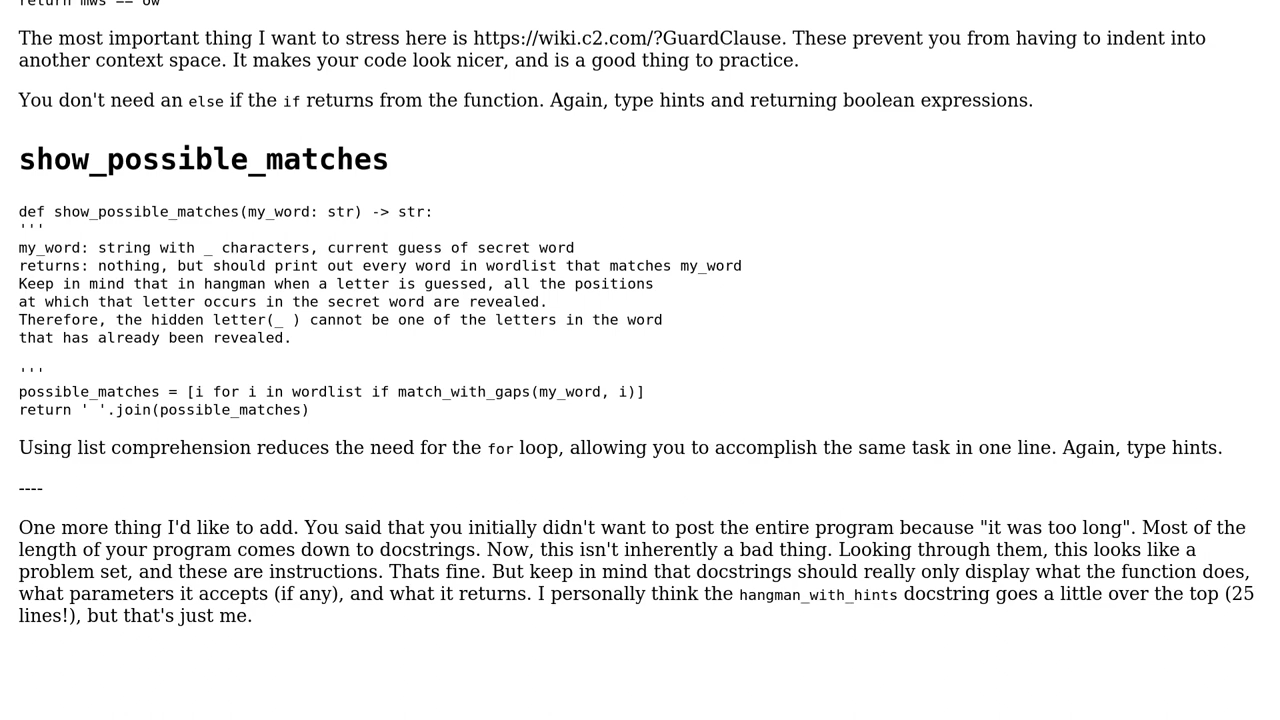 return mws == ow
The most important thing I want to stress here is https://wiki.c2.com/?GuardClause. These prevent you from having to indent into
another context space. It makes your code look nicer, and is a good thing to practice.
You don't need an else if the if returns from the function. Again, type hints and returning boolean expressions.
show_possible_matches
def show_possible_matches(my_word: str) -> str:
'''
my_word: string with _ characters, current guess of secret word
returns: nothing, but should print out every word in wordlist that matches my_word
Keep in mind that in hangman when a letter is guessed, all the positions
at which that letter occurs in the secret word are revealed.
Therefore, the hidden letter(_ ) cannot be one of the letters in the word
that has already been revealed.
'''
possible_matches = [i for i in wordlist if match_with_gaps(my_word, i)]
return ' '.join(possible_matches)
Using list comprehension reduces the need for the for loop, allowing you to accomplish the same task in one line. Again, type hints.
----
One more thing I'd like to add. You said that you initially didn't want to post the entire program because "it was too long". Most of the
length of your program comes down to docstrings. Now, this isn't inherently a bad thing. Looking through them, this looks like a
problem set, and these are instructions. Thats fine. But keep in mind that docstrings should really only display what the function does,
what parameters it accepts (if any), and what it returns. I personally think the hangman_with_hints docstring goes a little over the top (25
lines!), but that's just me.